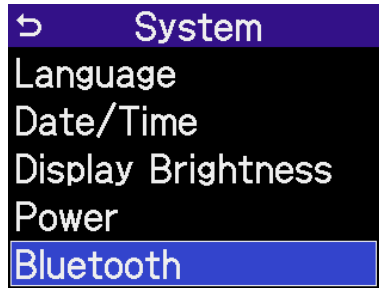 System
Language
Date/Time
Display Brightness
Power
Bluetooth